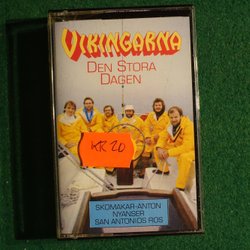 VIKINGARNA
DEN STORA
DAGEN
KR 20
SKOMAKAR-ANTON
NYANSER
SAN ANTONIOS ROS